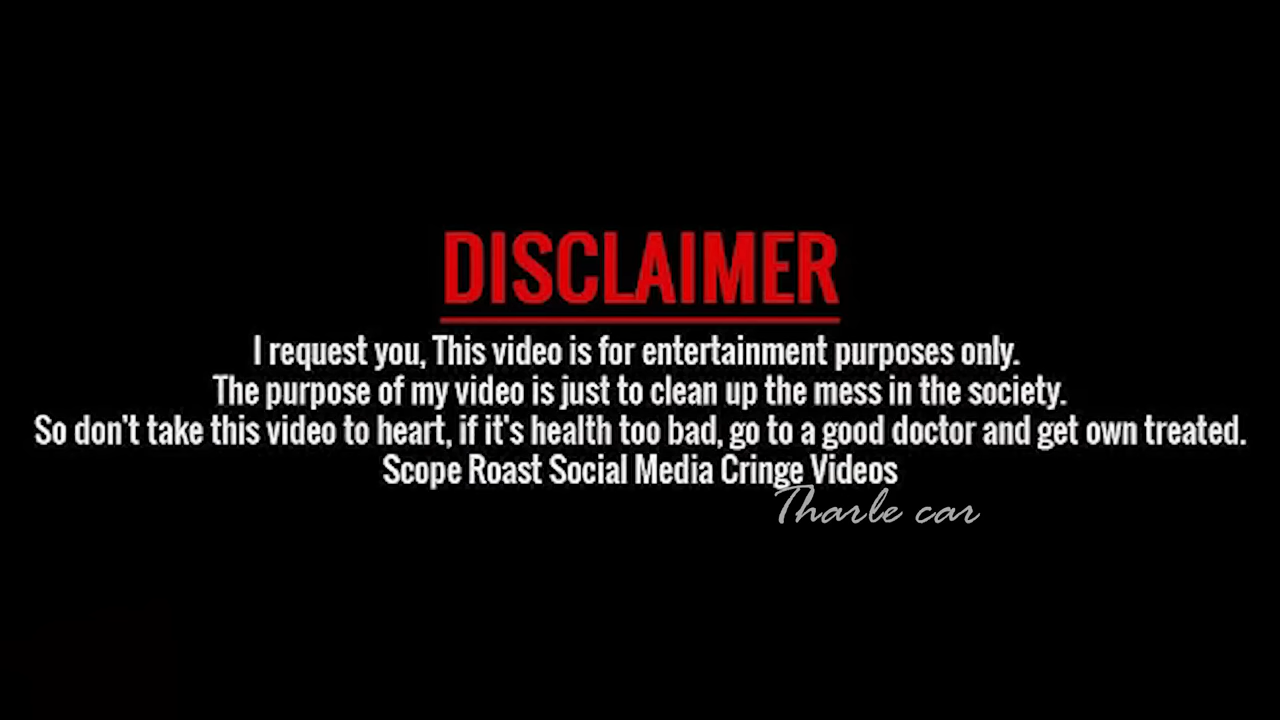 DISCLAIMER
I request you, This video is for entertainment purposes only.
The purpose of my video is just to clean up the mess in the society.
So don't take this video to heart, if it's health too bad, go to a good doctor and get own treated.
Scope Roast Social Media Cringe Videos
Tharle car